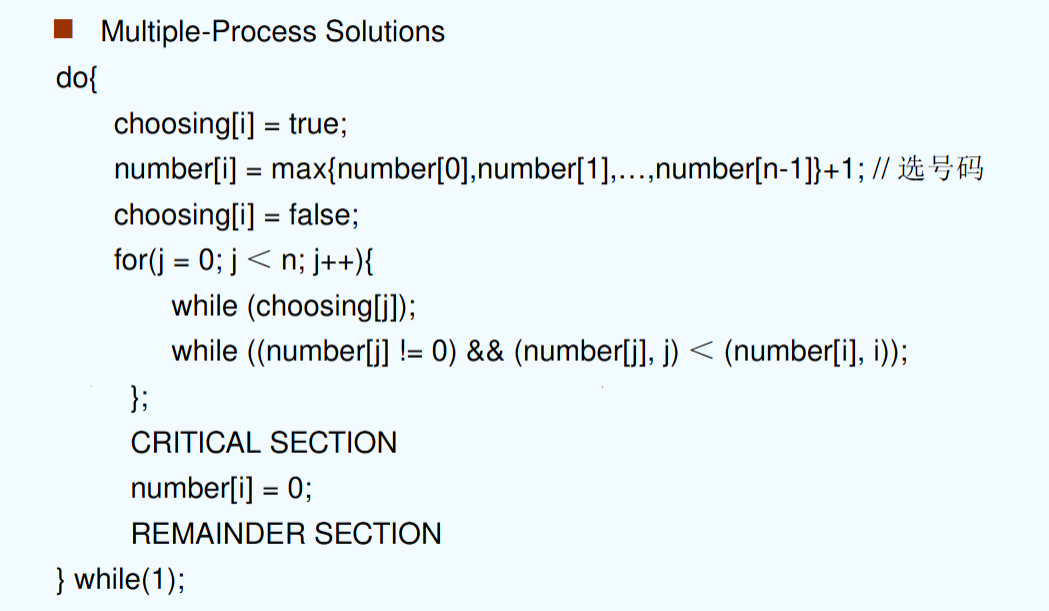 Multiple-Process Solutions
do{
choosing[i] = true;
number[i] = max{number[0],number[1],…,number[n-1]}+1; // 选号码
choosing[i] = false;
for(j = 0; j < n; j++){
while (choosing[j]);
while ((number[j] != 0) && (number[j], j) < (number[i], i));
};
CRITICAL SECTION
number[i] = 0;
REMAINDER SECTION
} while(1);